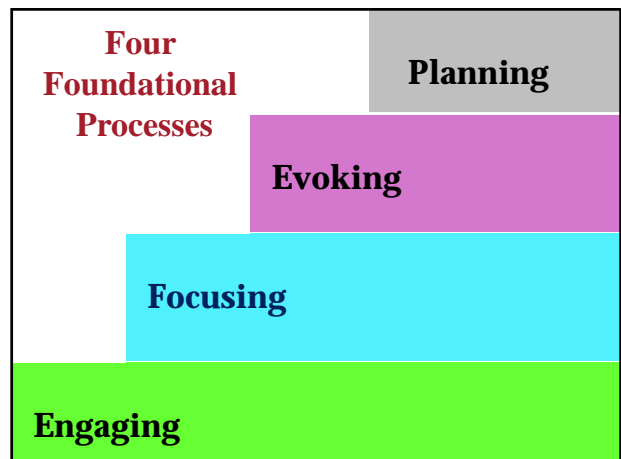 Four
Foundational
Processes
Planning
Evoking
Focusing
Engaging